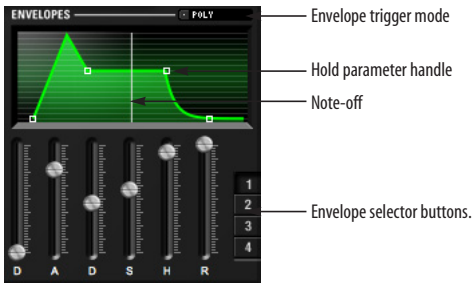 ENVELOPES
POLY
Envelope trigger mode
Hold parameter handle
Note-off
1
2
3
4
Envelope selector buttons.
D A D S H R